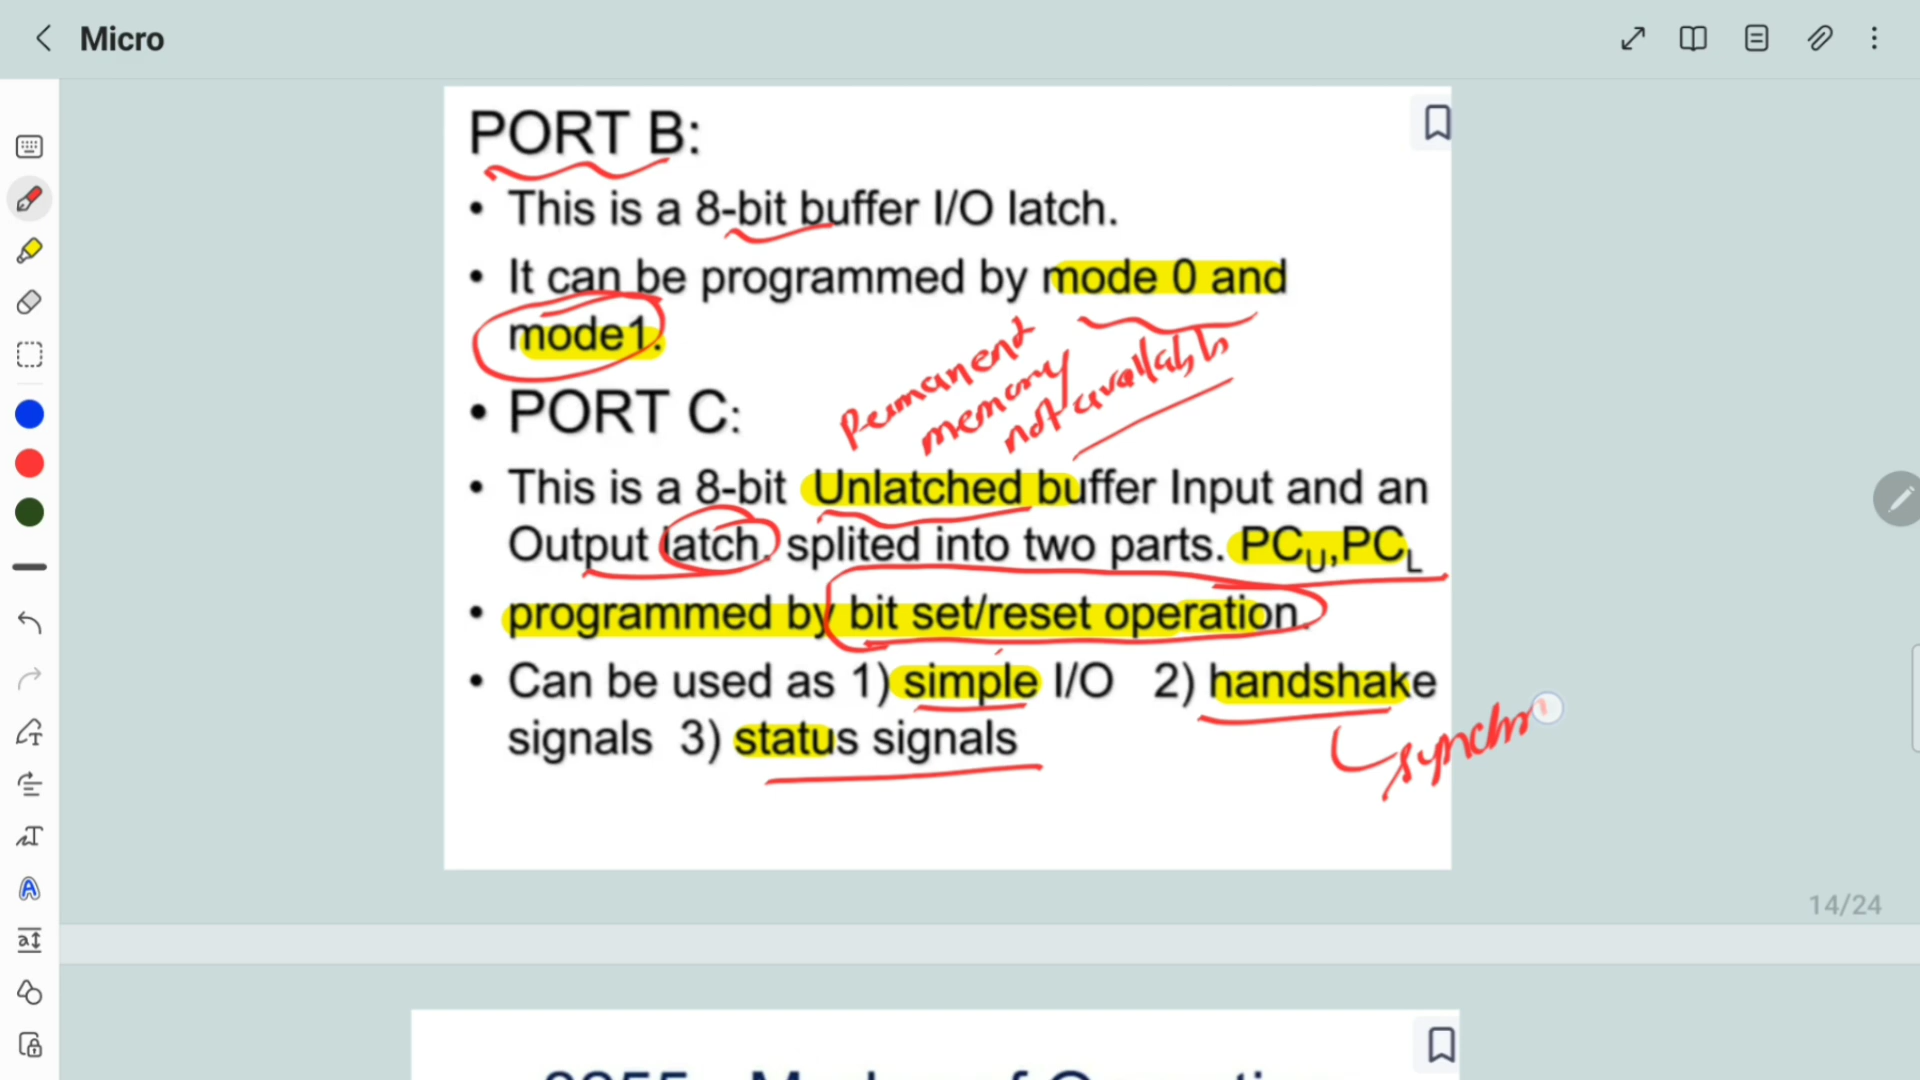 Micro
PORT B:
• This is a 8-bit buffer I/O latch.
• It can be programmed by mode 0 and
mode1.
Permanent
memory
not available
• PORT C:
• This is a 8-bit Unlatched buffer Input and an
Output latch. splited into two parts. PCU,PCL
• programmed by bit set/reset operation.
• Can be used as 1) simple I/O 2) handshake
signals 3) status signals
synchr
14/24